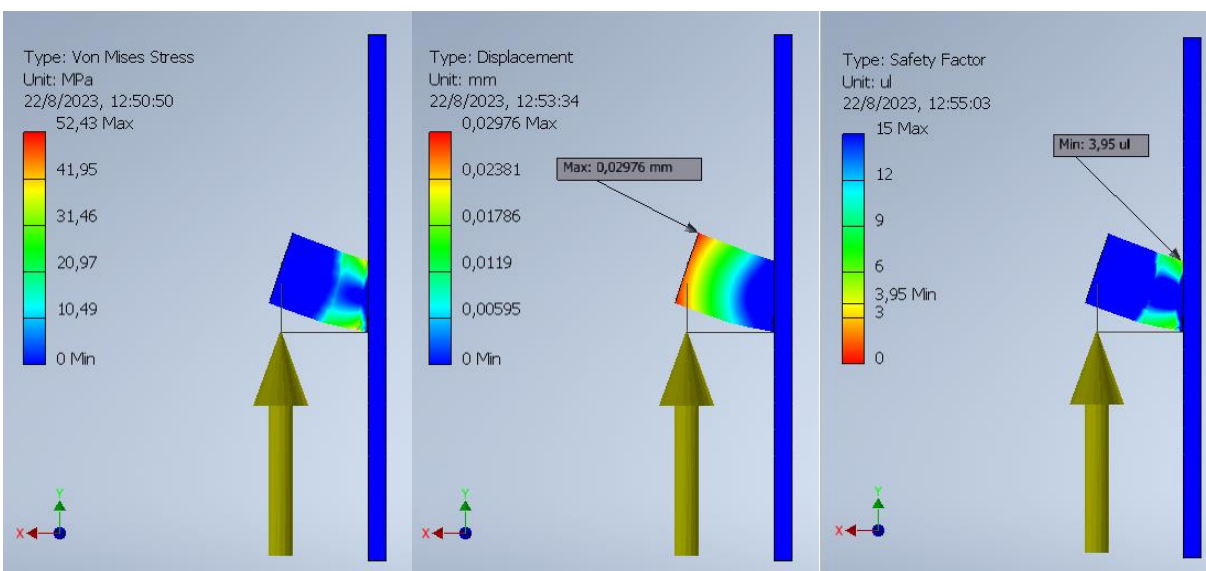 Type: Von Mises Stress
Unit: MPa
22/8/2023, 12:50:50
52,43 Max
41,95
31,46
20,97
10,49
0 Min
Y
X
Type: Displacement
Unit: mm
22/8/2023, 12:53:34
0,02976 Max
Max: 0,02976 mm
0,02381
0,01786
0,0119
0,00595
0 Min
Y
X
Type: Safety Factor
Unit: ul
22/8/2023, 12:55:03
15 Max
Min: 3,95 ul
12
9
6
3,95 Min
3
0
Y
X